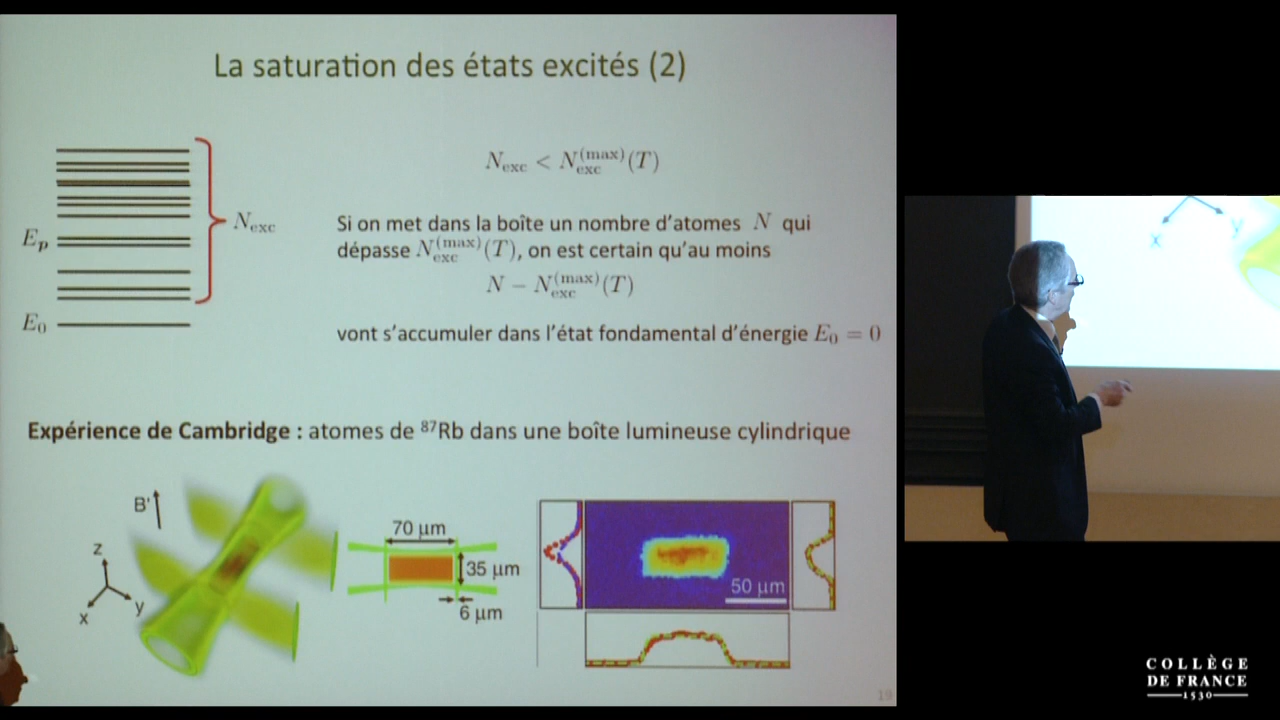 La saturation des états excités (2)
N_exc < N_exc^(max)(T)
N_exc
E_p
E_0
Si on met dans la boîte un nombre d'atomes N qui
dépasse N_exc^(max)(T), on est certain qu'au moins
N − N_exc^(max)(T)
vont s'accumuler dans l'état fondamental d'énergie E_0 = 0
Expérience de Cambridge : atomes de ⁸⁷Rb dans une boîte lumineuse cylindrique
B'
z
y
x
70 µm
35 µm
6 µm
50 µm
19
x
COLLÈGE
DE FRANCE
1530